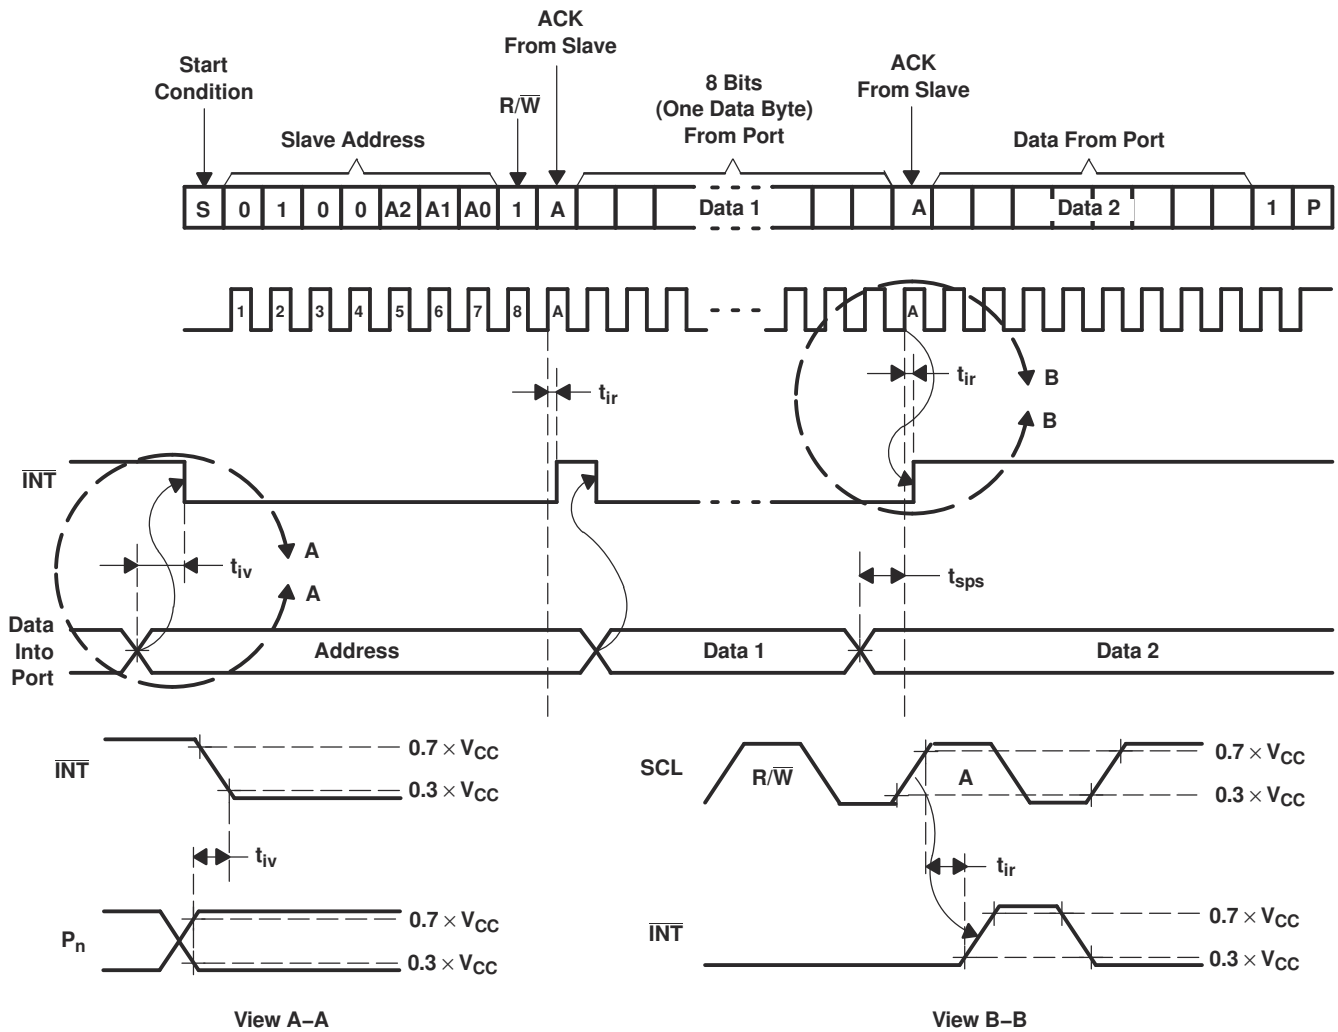 ACK
From Slave
Start
Condition
R/W̅
ACK
From Slave
8 Bits
(One Data Byte)
From Port
Slave Address
Data From Port
S 0 1 0 0 A2 A1 A0 1 A Data 1 A Data 2 1 P
1 2 3 4 5 6 7 8 A A
tir
tir
B
B
I̅N̅T̅
A
tiv
A
tsps
Data
Into
Port
Address
Data 1
Data 2
I̅N̅T̅
0.7 × VCC
0.3 × VCC
tiv
Pn
0.7 × VCC
0.3 × VCC
View A–A
SCL
R/W̅
A
0.7 × VCC
0.3 × VCC
tir
I̅N̅T̅
0.7 × VCC
0.3 × VCC
View B–B